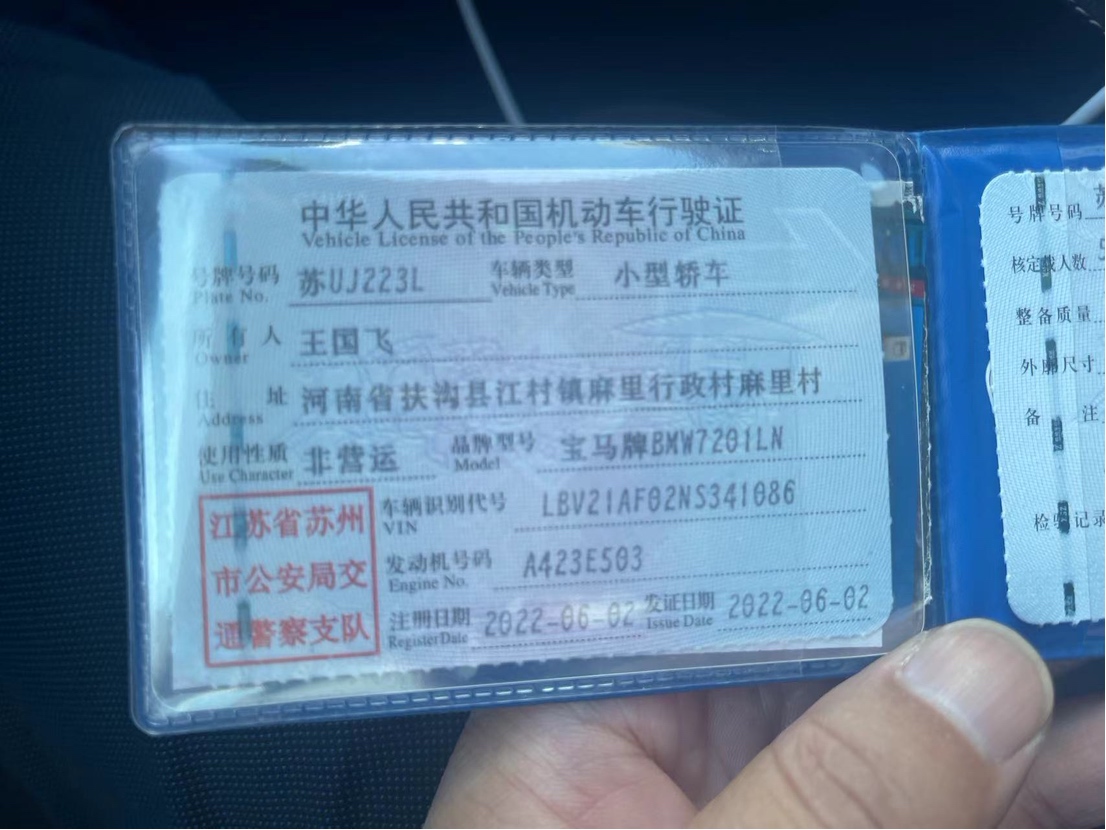 中华人民共和国机动车行驶证
Vehicle License of the People's Republic of China
号牌号码 苏UJ223L 车辆类型 小型轿车
Plate No. Vehicle Type
所有人 王国飞
Owner
住址 河南省扶沟县江村镇麻里行政村麻里村
Address
使用性质 非营运 品牌型号 宝马牌BMW7201LN
Use Character Model
车辆识别代号 LBV21AF02NS341086
VIN
发动机号码 A423E503
Engine No.
注册日期 2022-06-02 发证日期 2022-06-02
Register Date Issue Date
江苏省苏州
市公安局交
通警察支队
号牌号码 苏
核定载人数
整备质量
外廓尺寸
备注
检验记录